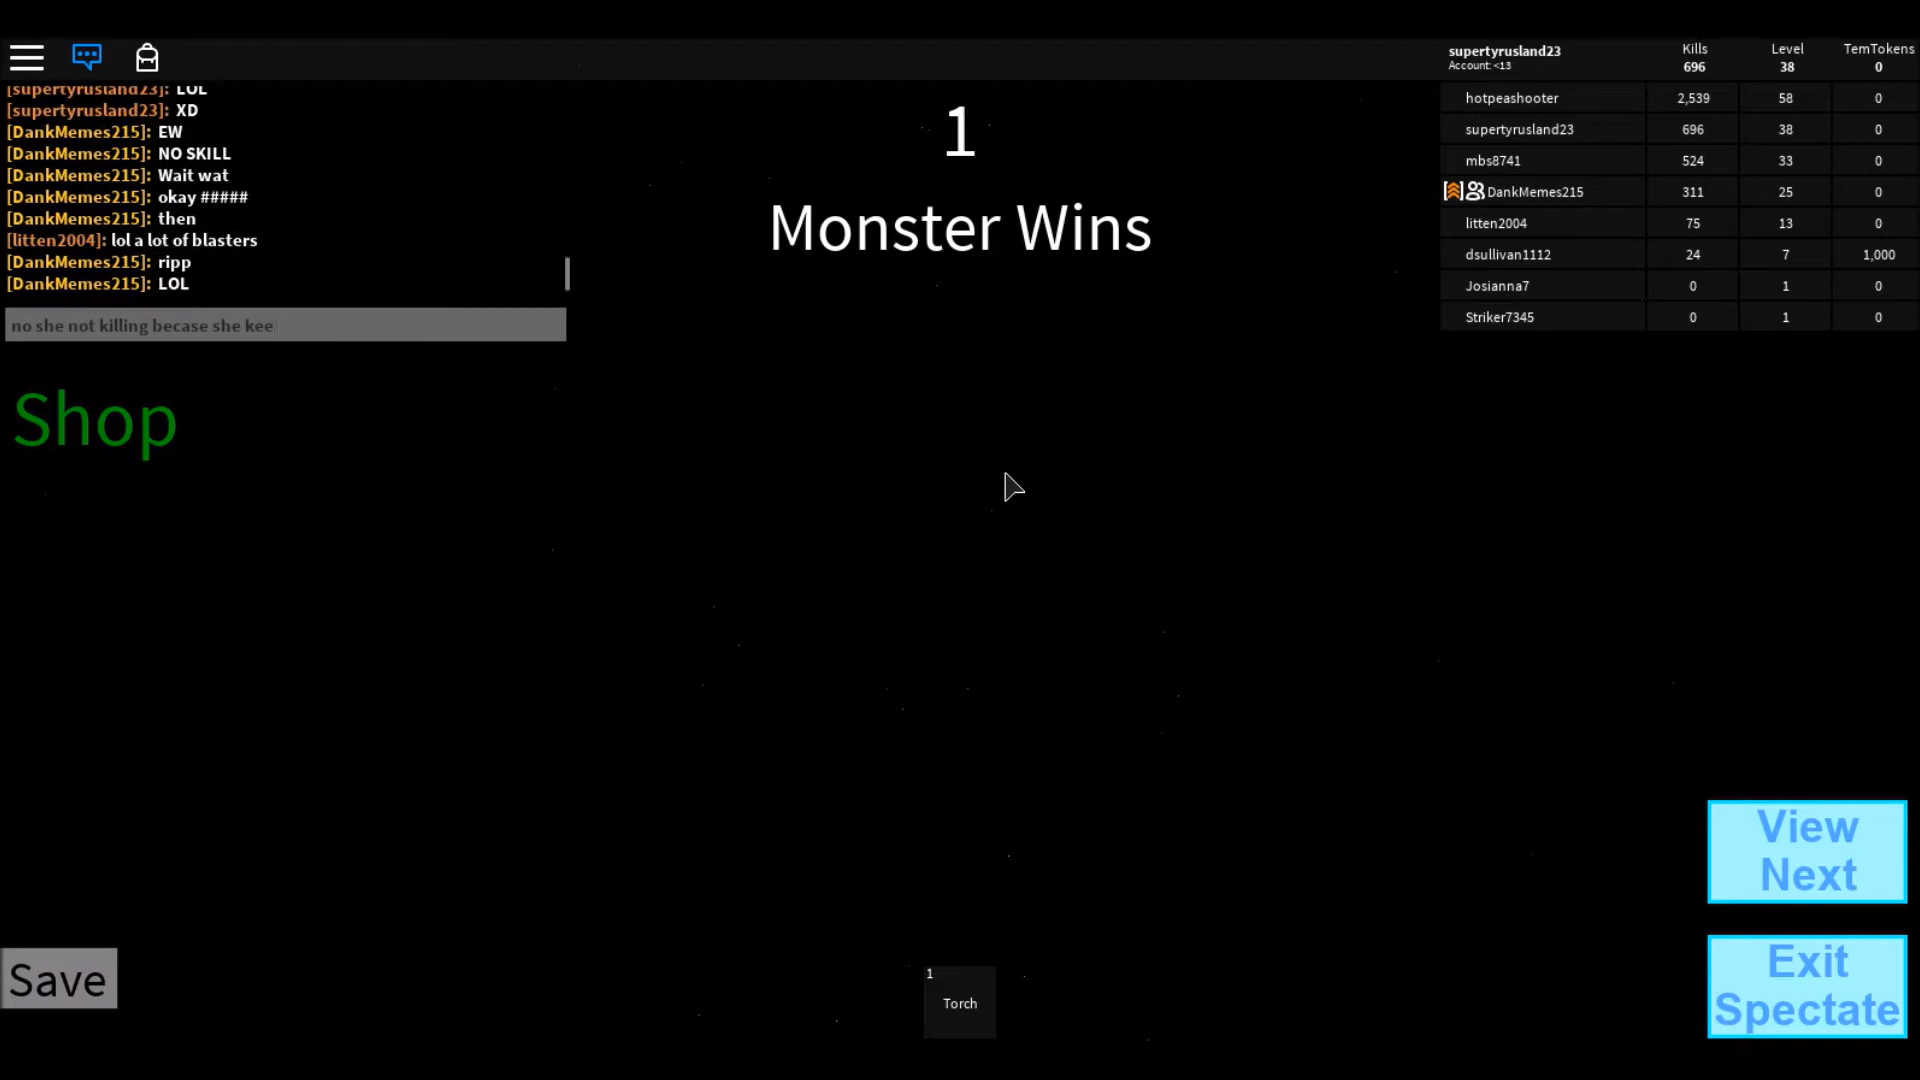 [supertyrusland23]: LOL
[supertyrusland23]: XD
[DankMemes215]: EW
[DankMemes215]: NO SKILL
[DankMemes215]: Wait wat
[DankMemes215]: okay #####
[DankMemes215]: then
[litten2004]: lol a lot of blasters
[DankMemes215]: ripp
[DankMemes215]: LOL
no she not killing becase she kee
Shop
Save
1
Monster Wins
1
Torch
supertyrusland23 Kills Level TemTokens
Account: <13 696 38 0
hotpeashooter 2,539 58 0
supertyrusland23 696 38 0
mbs8741 524 33 0
DankMemes215 311 25 0
litten2004 75 13 0
dsullivan1112 24 7 1,000
Josianna7 0 1 0
Striker7345 0 1 0
View
Next
Exit
Spectate